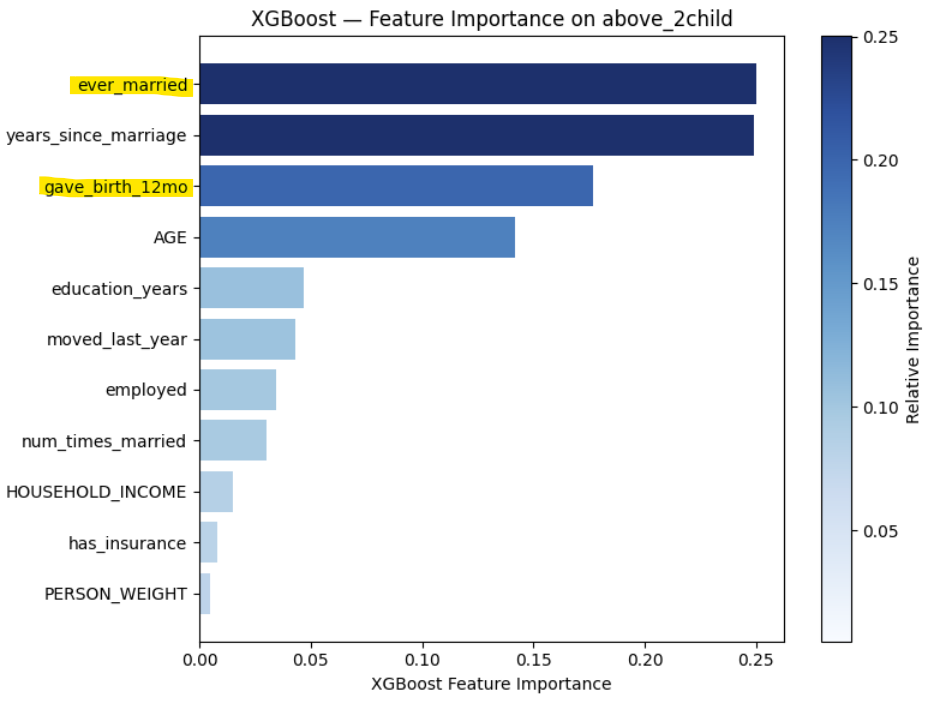 XGBoost — Feature Importance on above_2child
ever_married
years_since_marriage
gave_birth_12mo
AGE
education_years
moved_last_year
employed
num_times_married
HOUSEHOLD_INCOME
has_insurance
PERSON_WEIGHT
0.00 0.05 0.10 0.15 0.20 0.25
XGBoost Feature Importance
0.25
0.20
0.15
0.10
0.05
Relative Importance